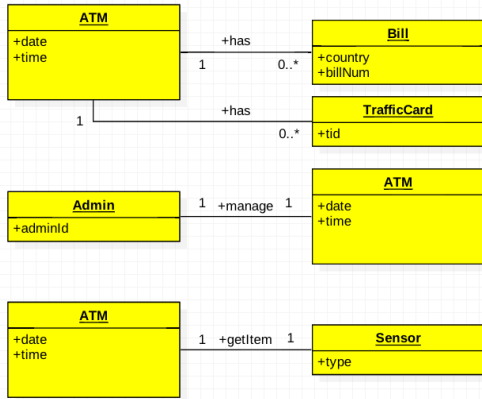 ATM
+date
+time
+has
1
0..*
Bill
+country
+billNum
1
+has
0..*
TrafficCard
+tid
Admin
+adminId
1 +manage 1
ATM
+date
+time
ATM
+date
+time
1 +getItem 1
Sensor
+type